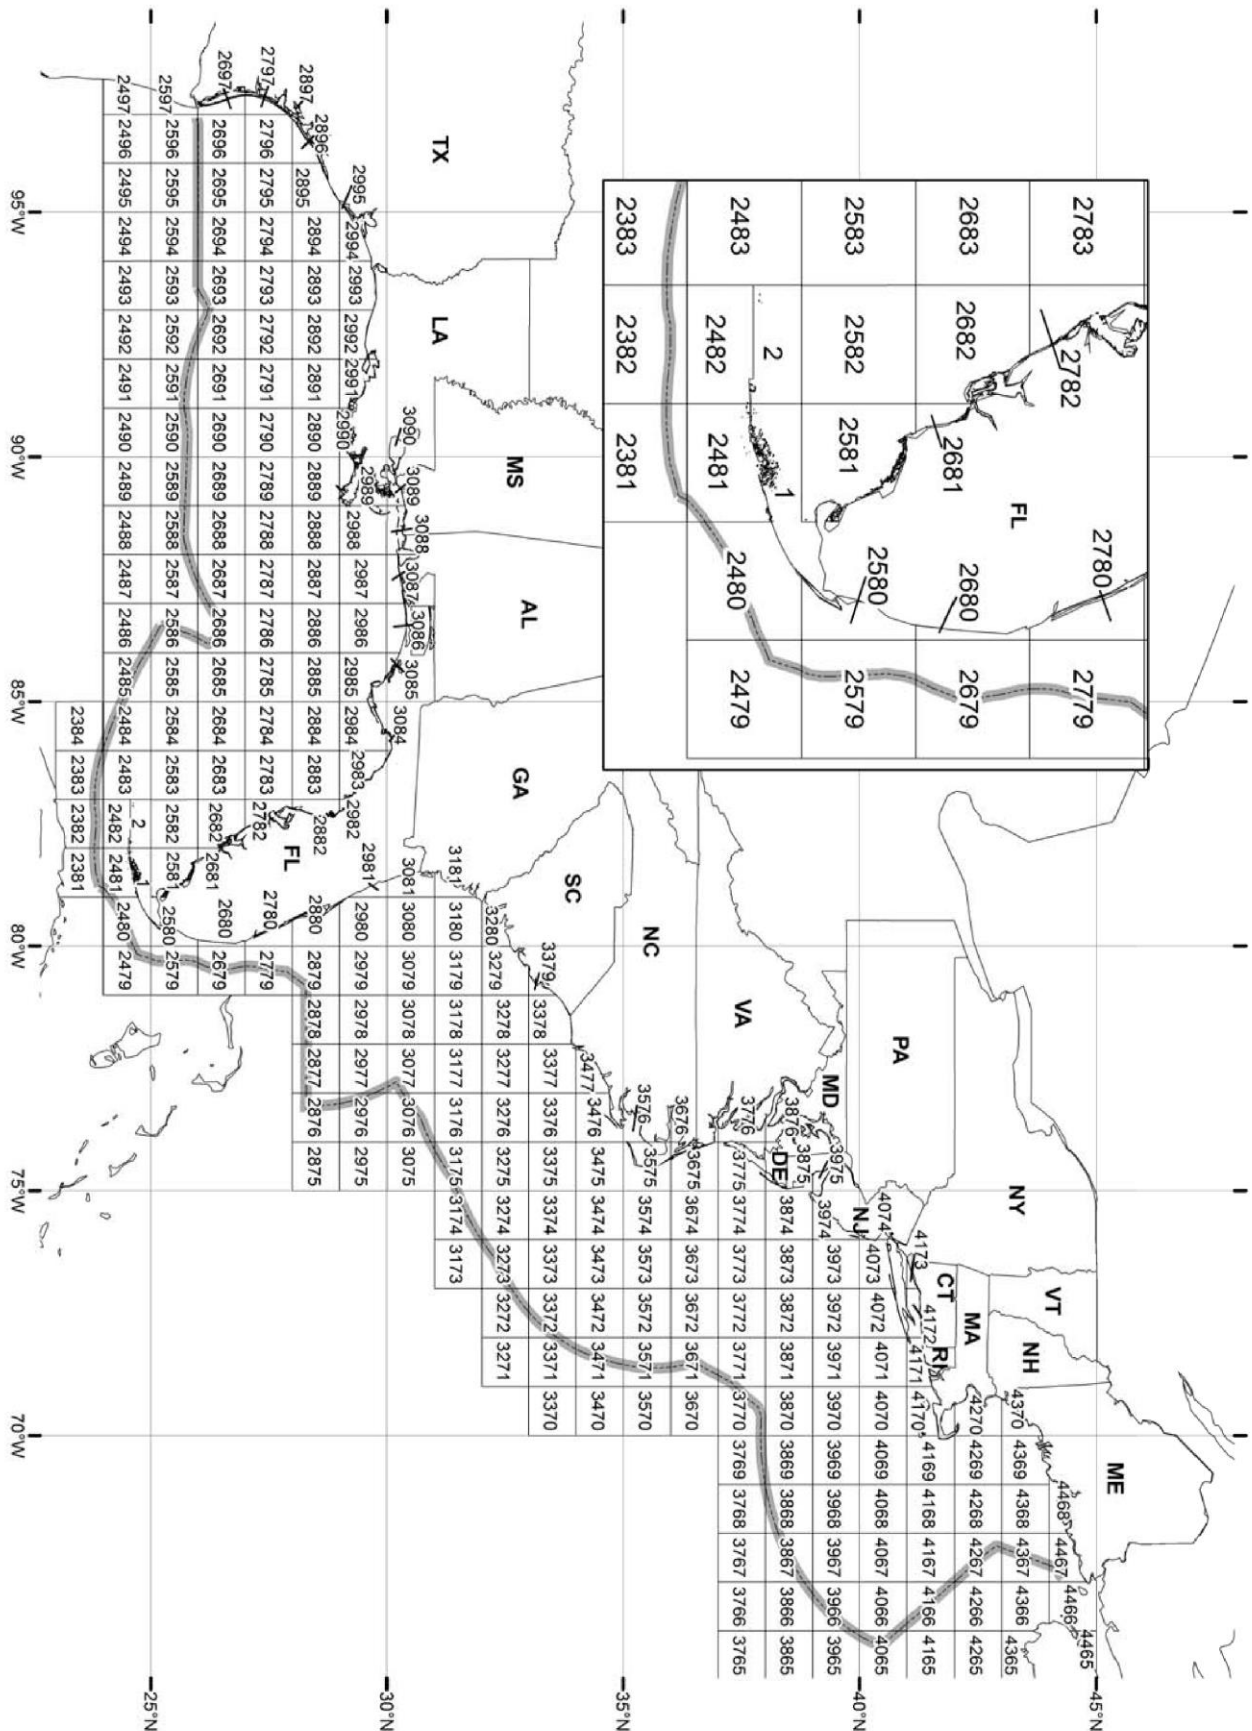 45°N
40°N
35°N
30°N
25°N
95°W
90°W
85°W
80°W
75°W
70°W
2783 2782 2780 2779
FL
2683 2682 2681 2680 2679
2583 2582 2581 2580 2579
2 1
2483 2482 2481 2480 2479
2383 2382 2381
ME
VT NH
NY
MA
CT RI
PA
NJ
MD DE
VA
NC
SC
TX LA MS AL GA
FL
4468 4467 4466 4465
4370 4369 4368 4367 4366 4365
4270 4269 4268 4267 4266 4265
4173 4172 4171 4170 4169 4168 4167 4166 4165
4074 4073 4072 4071 4070 4069 4068 4067 4066 4065
3975 3974 3973 3972 3971 3970 3969 3968 3967 3966 3965
3876 3875 3874 3873 3872 3871 3870 3869 3868 3867 3866 3865
3776 3775 3774 3773 3772 3771 3770 3769 3768 3767 3766 3765
3676 3675 3674 3673 3672 3671 3670
3576 3575 3574 3573 3572 3571 3570
3477 3476 3475 3474 3473 3472 3471 3470
3379 3378 3377 3376 3375 3374 3373 3372 3371 3370
3280 3279 3278 3277 3276 3275 3274 3273 3272 3271
3181 3180 3179 3178 3177 3176 3175 3174 3173
3090 3089 3088 3087 3086 3085 3084 3081 3080 3079 3078 3077 3076 3075
2995 2994 2993 2992 2991 2990 2989 2988 2987 2986 2985 2984 2983 2982 2981 2980 2979 2978 2977 2976 2975
2897 2896 2895 2894 2893 2892 2891 2890 2889 2888 2887 2886 2885 2884 2883 2882 2880 2879 2878 2877 2876 2875
2797 2796 2795 2794 2793 2792 2791 2790 2789 2788 2787 2786 2785 2784 2783 2782 2780 2779
2697 2696 2695 2694 2693 2692 2691 2690 2689 2688 2687 2686 2685 2684 2683 2682 2681 2680 2679
2597 2596 2595 2594 2593 2592 2591 2590 2589 2588 2587 2586 2585 2584 2583 2582 2581 2580 2579
2 1
2497 2496 2495 2494 2493 2492 2491 2490 2489 2488 2487 2486 2485 2484 2483 2482 2481 2480 2479
2384 2383 2382 2381